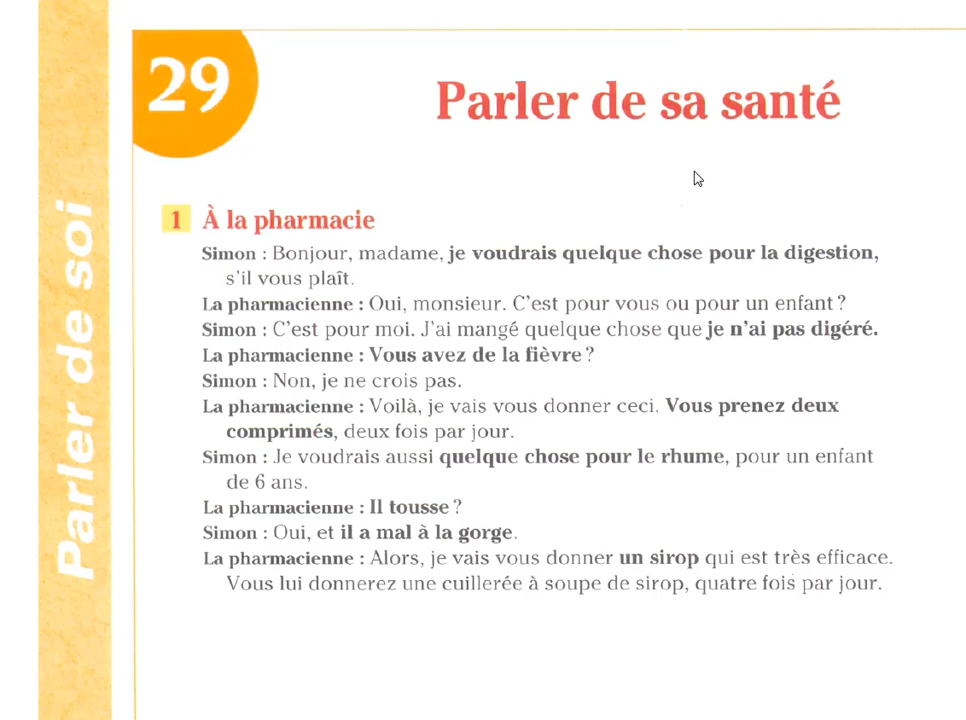 Parler de soi
29
Parler de sa santé
1 À la pharmacie
Simon : Bonjour, madame, je voudrais quelque chose pour la digestion,
s'il vous plaît.
La pharmacienne : Oui, monsieur. C'est pour vous ou pour un enfant ?
Simon : C'est pour moi. J'ai mangé quelque chose que je n'ai pas digéré.
La pharmacienne : Vous avez de la fièvre ?
Simon : Non, je ne crois pas.
La pharmacienne : Voilà, je vais vous donner ceci. Vous prenez deux
comprimés, deux fois par jour.
Simon : Je voudrais aussi quelque chose pour le rhume, pour un enfant
de 6 ans.
La pharmacienne : Il tousse ?
Simon : Oui, et il a mal à la gorge.
La pharmacienne : Alors, je vais vous donner un sirop qui est très efficace.
Vous lui donnerez une cuillerée à soupe de sirop, quatre fois par jour.